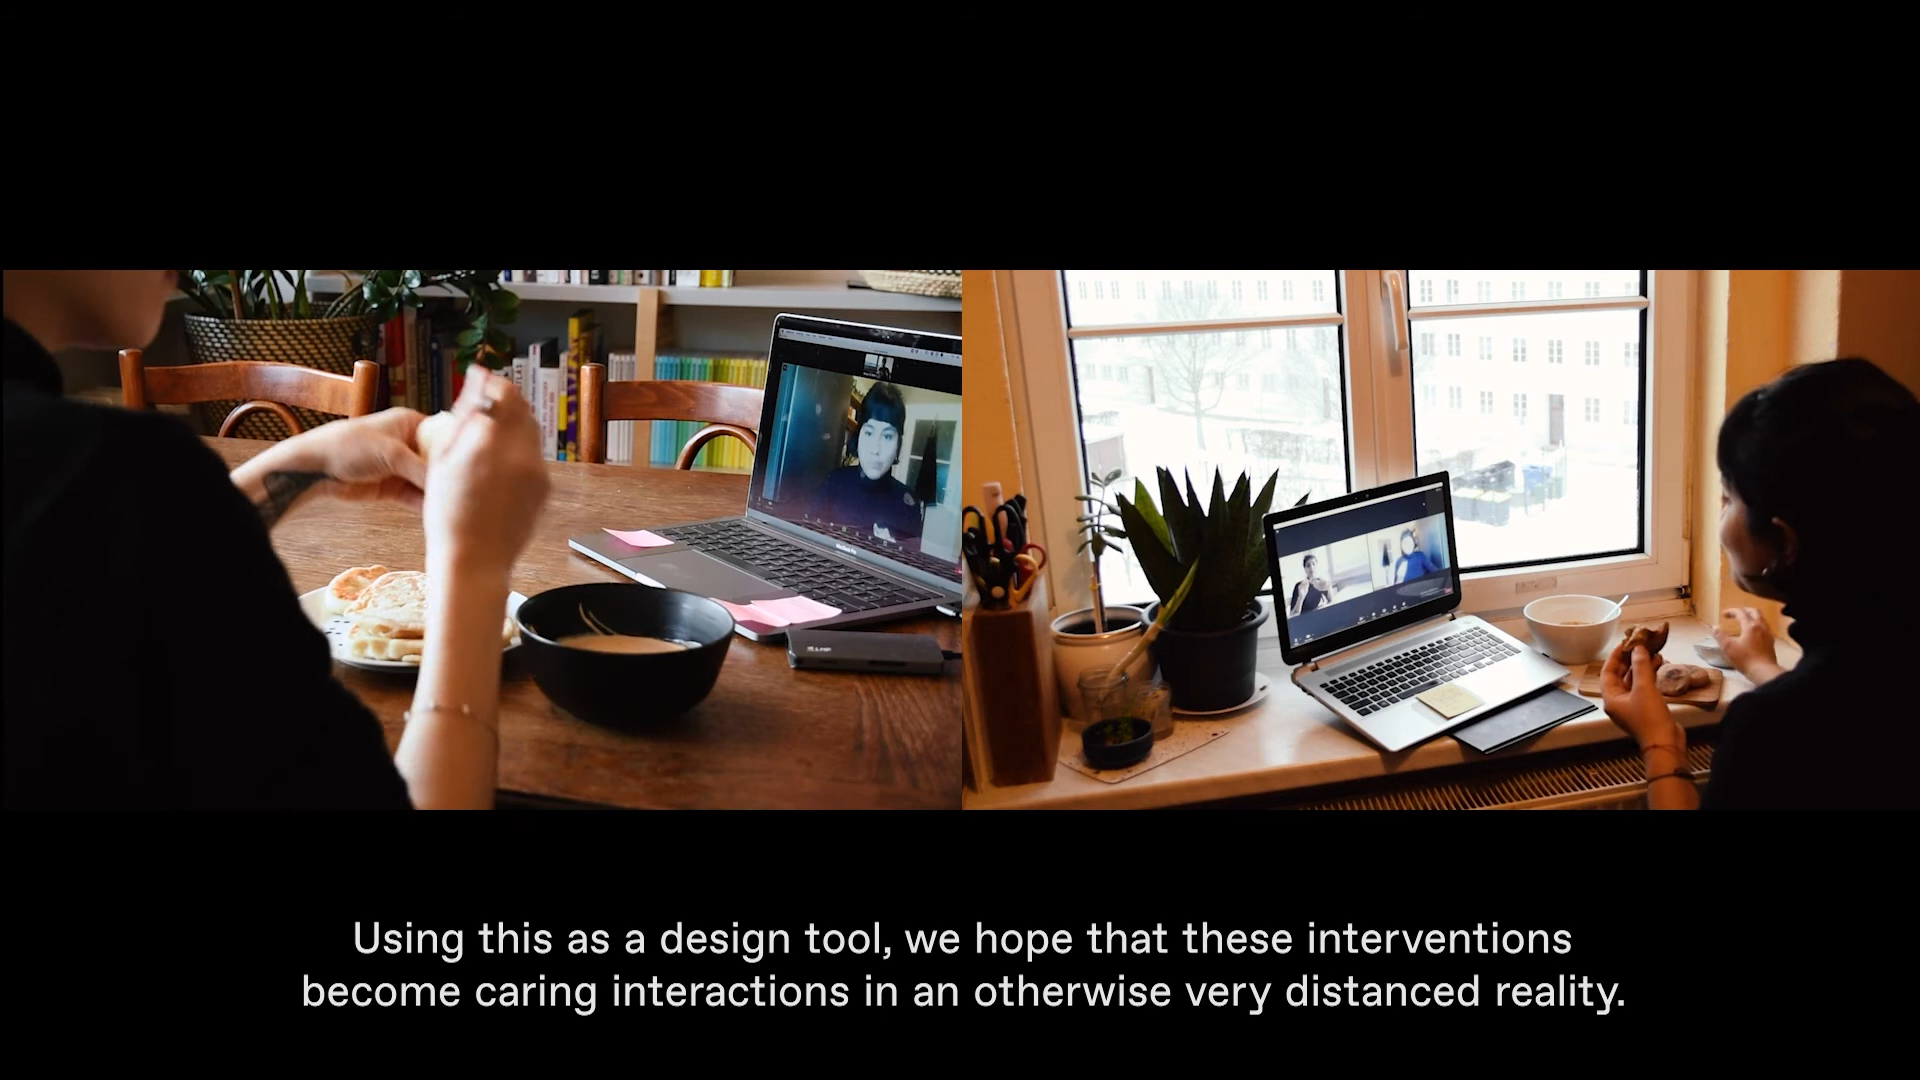 Using this as a design tool, we hope that these interventions
become caring interactions in an otherwise very distanced reality.